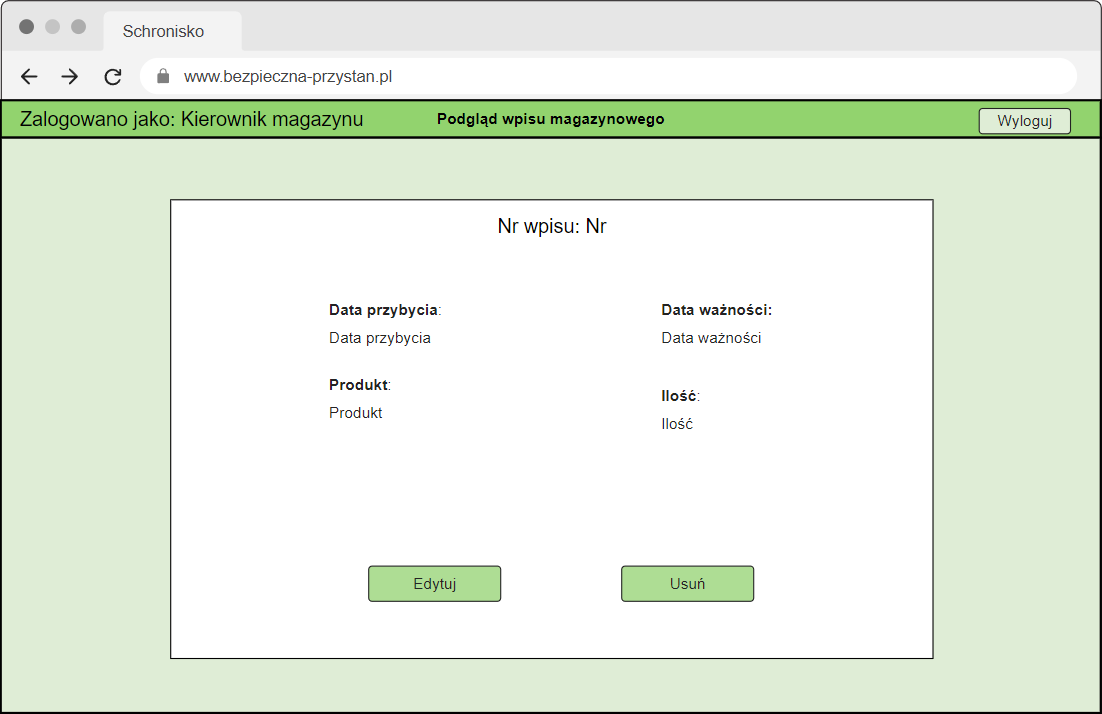 Schronisko
www.bezpieczna-przystan.pl
Zalogowano jako: Kierownik magazynu
Podgląd wpisu magazynowego
Wyloguj
Nr wpisu: Nr
Data przybycia:
Data przybycia
Data ważności:
Data ważności
Produkt:
Produkt
Ilość:
Ilość
Edytuj
Usuń